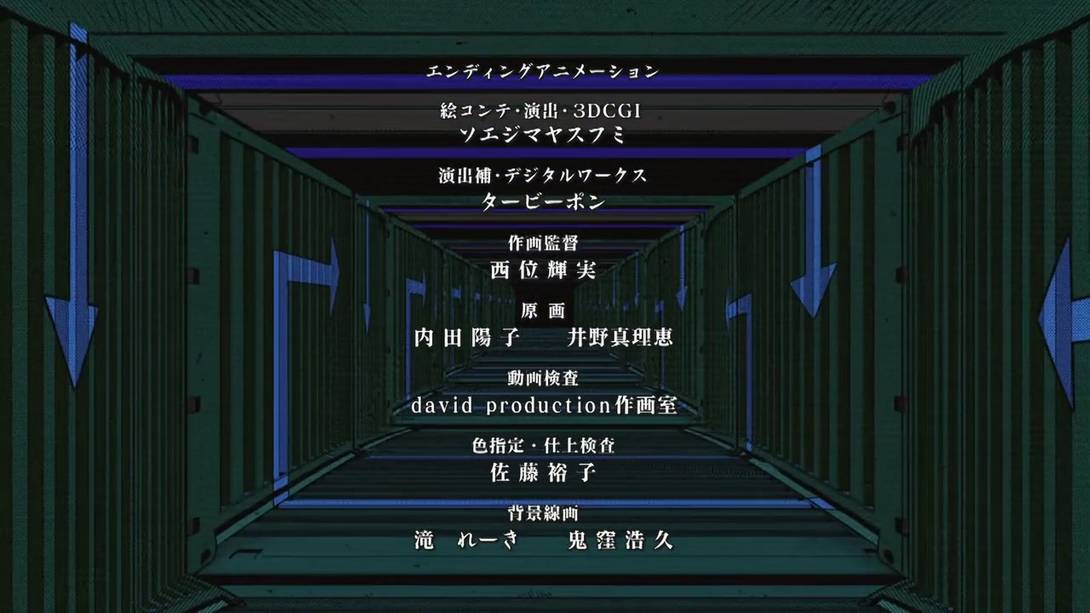 エンディングアニメーション
絵コンテ･演出･3DCGI
ソエジマヤスフミ
演出補･デジタルワークス
タービーポン
作画監督
西位輝実
原画
内田陽子　井野真理恵
動画検査
david production作画室
色指定・仕上検査
佐藤裕子
背景線画
滝 れーき　鬼窪浩久